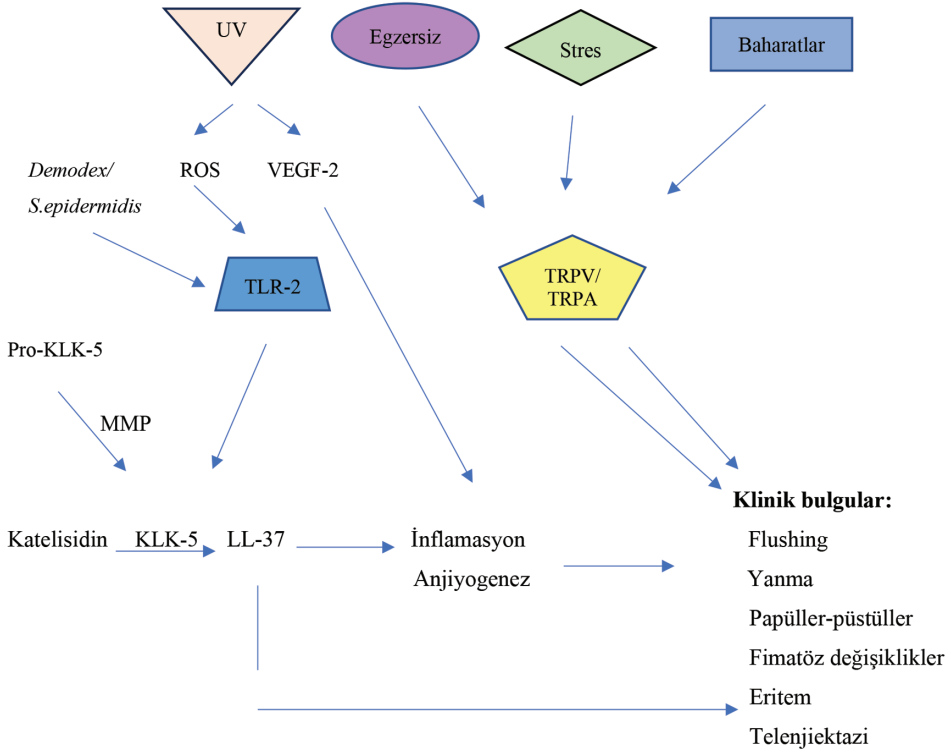 UV
Egzersiz
Stres
Baharatlar
Demodex/
S.epidermidis
ROS
VEGF-2
TLR-2
TRPV/
TRPA
Pro-KLK-5
MMP
Katelisidin
KLK-5
LL-37
İnflamasyon
Anjiyogenez
Klinik bulgular:
Flushing
Yanma
Papüller-püstüller
Fimatöz değişiklikler
Eritem
Telenjiektazi